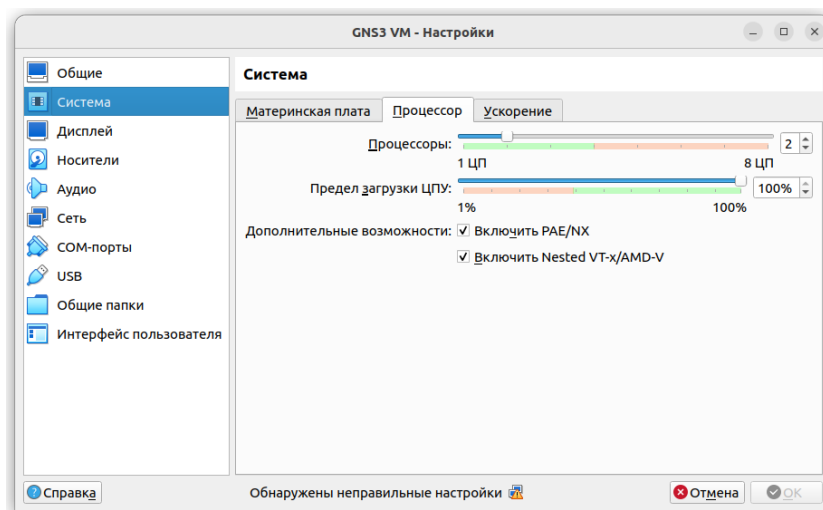 GNS3 VM - Настройки
Общие
Система
Дисплей
Носители
Аудио
Сеть
COM-порты
USB
Общие папки
Интерфейс пользователя
Система
Материнская плата Процессор Ускорение
Процессоры: 2
1 ЦП 8 ЦП
Предел загрузки ЦПУ: 100%
1% 100%
Дополнительные возможности: Включить PAE/NX
Включить Nested VT-x/AMD-V
Справка Обнаружены неправильные настройки Отмена OK